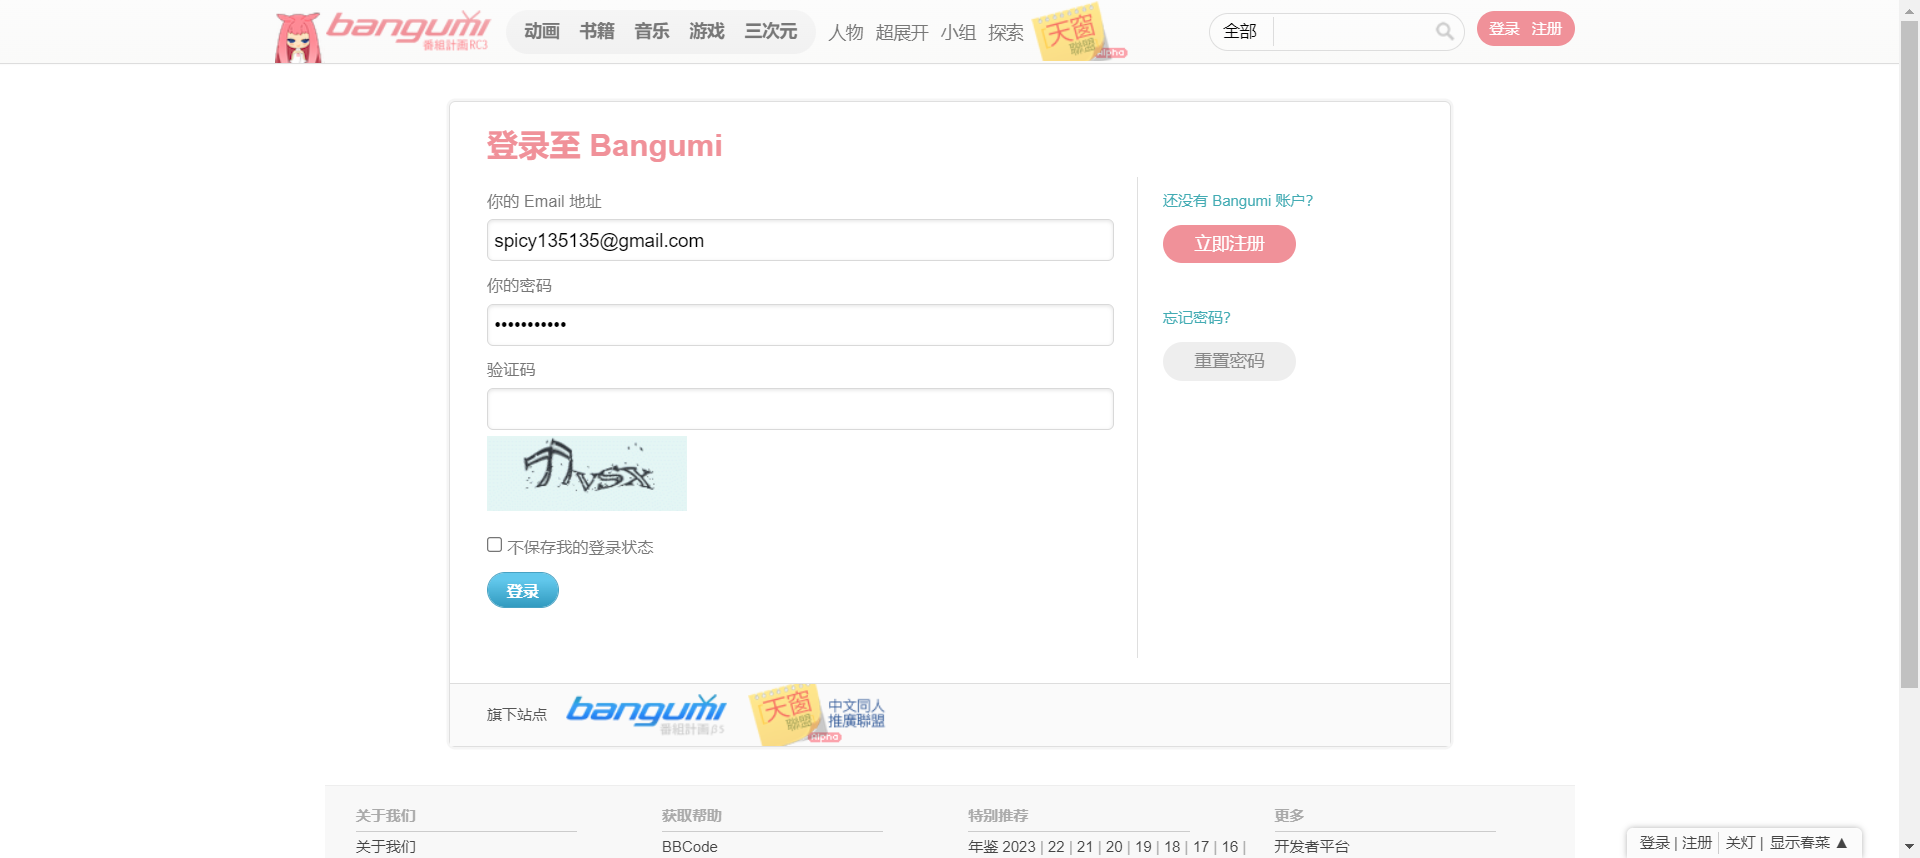 bangumi
番組計画RC3
动画 书籍 音乐 游戏 三次元 人物 超展开 小组 探索
天窗
联盟
Alpha
全部
登录 注册
登录至 Bangumi
你的 Email 地址
spicy135135@gmail.com
你的密码
•••••••••••
验证码
不保存我的登录状态
登录
还没有 Bangumi 账户?
立即注册
忘记密码?
重置密码
旗下站点
bangumi
番組計画β5
天窗
联盟
Alpha
中文同人
推廣聯盟
关于我们
关于我们
获取帮助
BBCode
特别推荐
年鉴 2023 | 22 | 21 | 20 | 19 | 18 | 17 | 16 |
更多
开发者平台
登录 | 注册 | 关灯 | 显示春菜 ▲